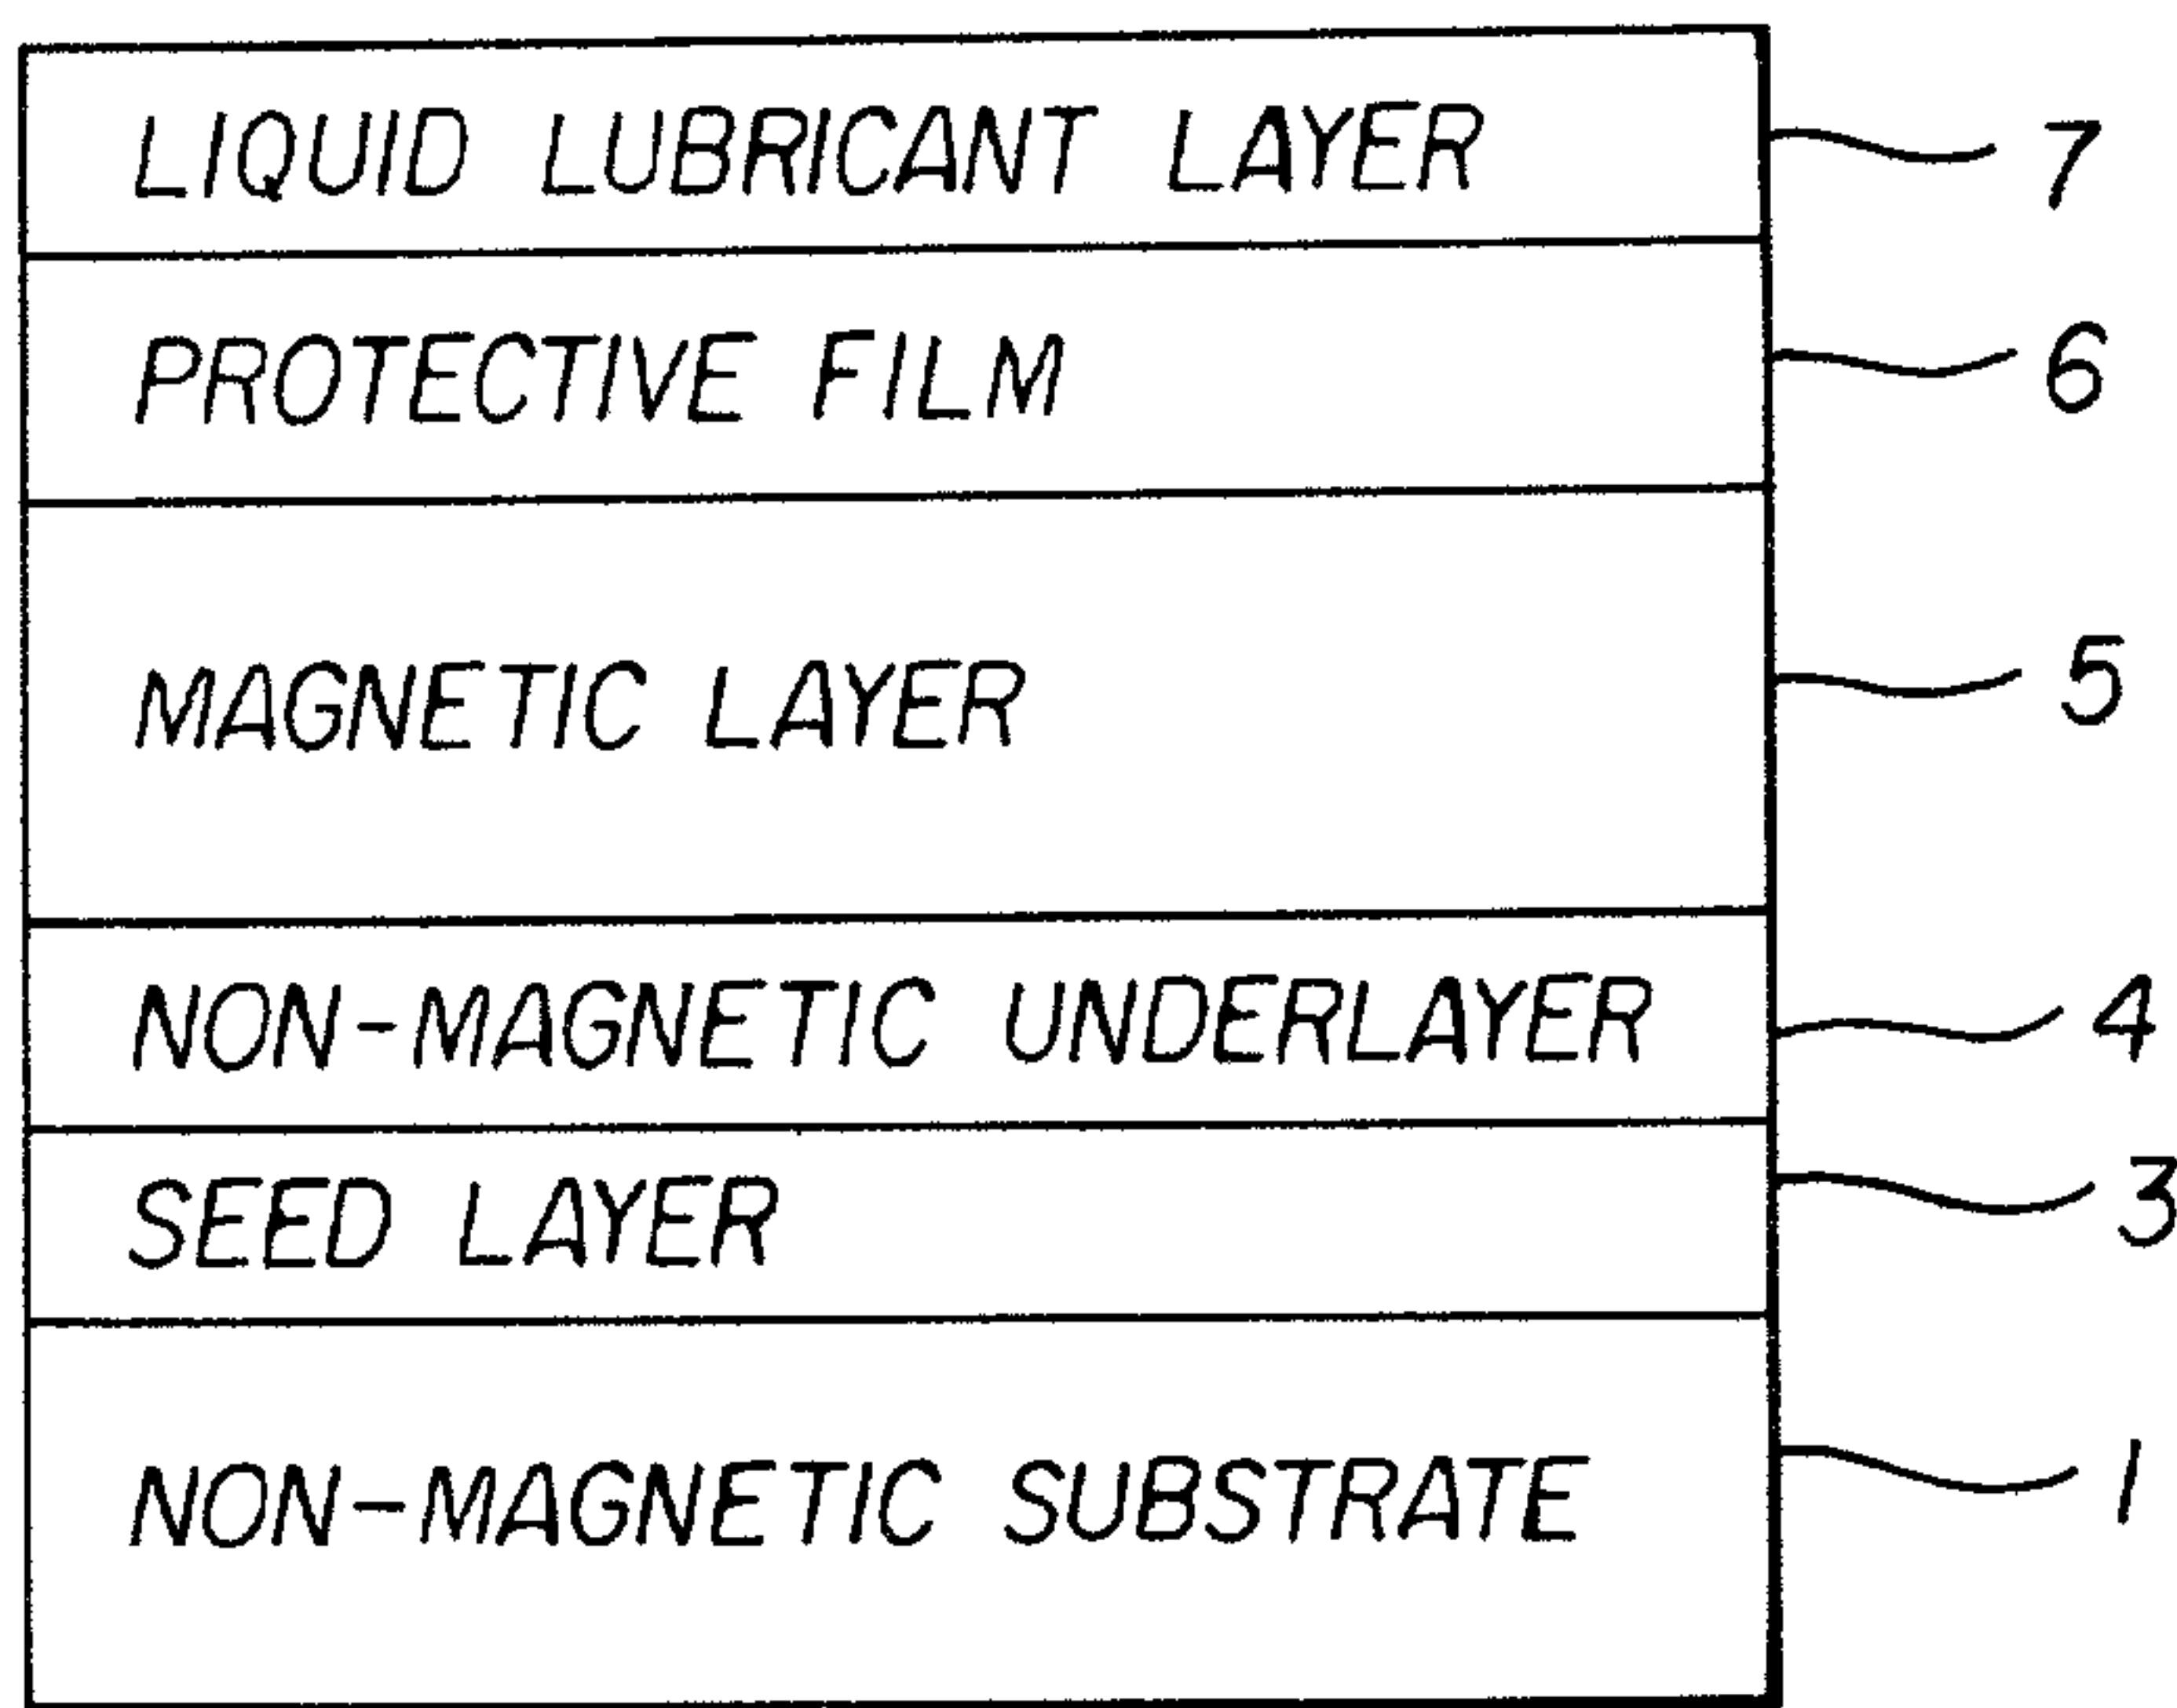 LIQUID LUBRICANT LAYER 7
PROTECTIVE FILM 6
MAGNETIC LAYER 5
NON-MAGNETIC UNDERLAYER 4
SEED LAYER 3
NON-MAGNETIC SUBSTRATE 1